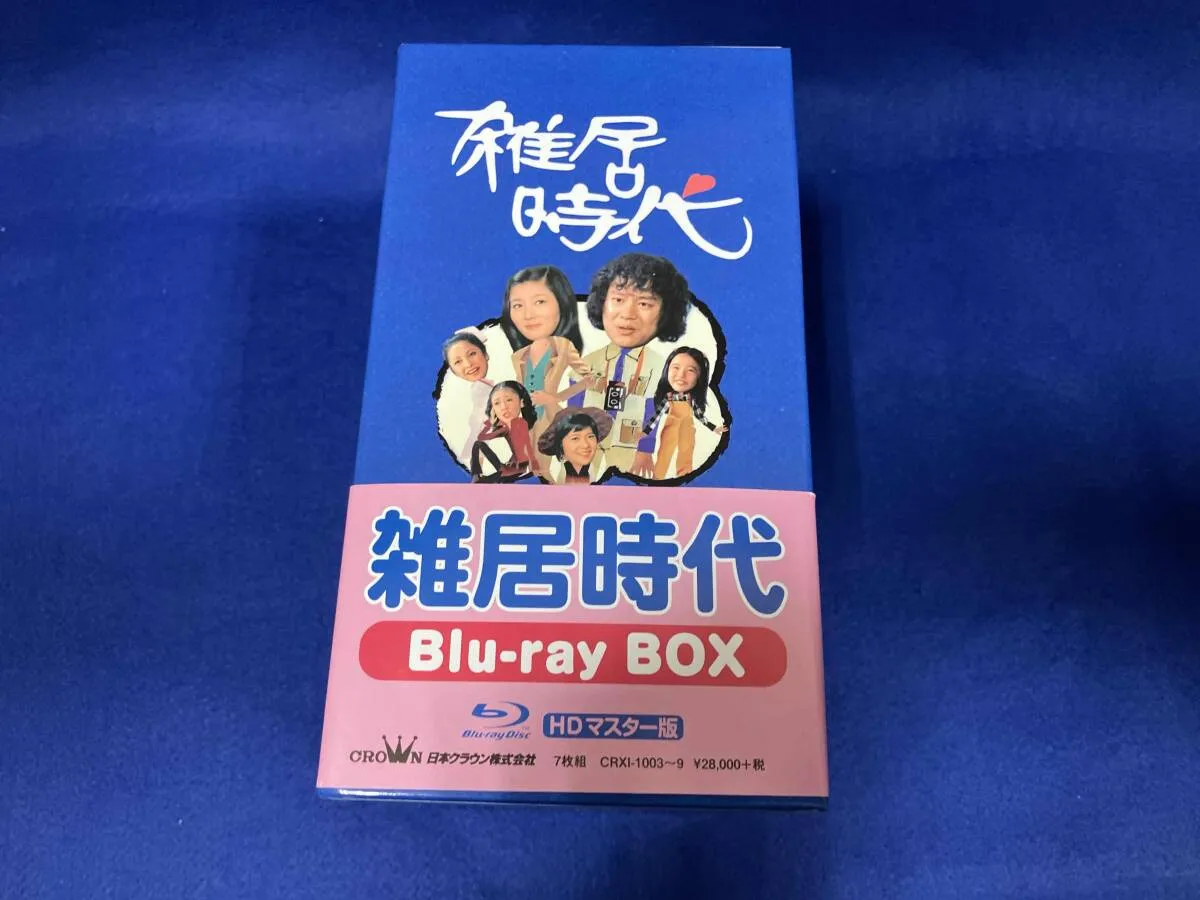 雑居
時代
雑居時代
Blu-ray BOX
Blu-ray Disc™ HDマスター版
CROWN 日本クラウン株式会社 7枚組 CRXI-1003～9 ¥28,000+税